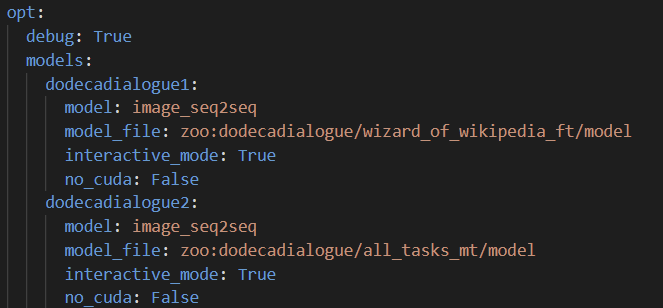 opt:
  debug: True
  models:
    dodecadialogue1:
      model: image_seq2seq
      model_file: zoo:dodecadialogue/wizard_of_wikipedia_ft/model
      interactive_mode: True
      no_cuda: False
    dodecadialogue2:
      model: image_seq2seq
      model_file: zoo:dodecadialogue/all_tasks_mt/model
      interactive_mode: True
      no_cuda: False